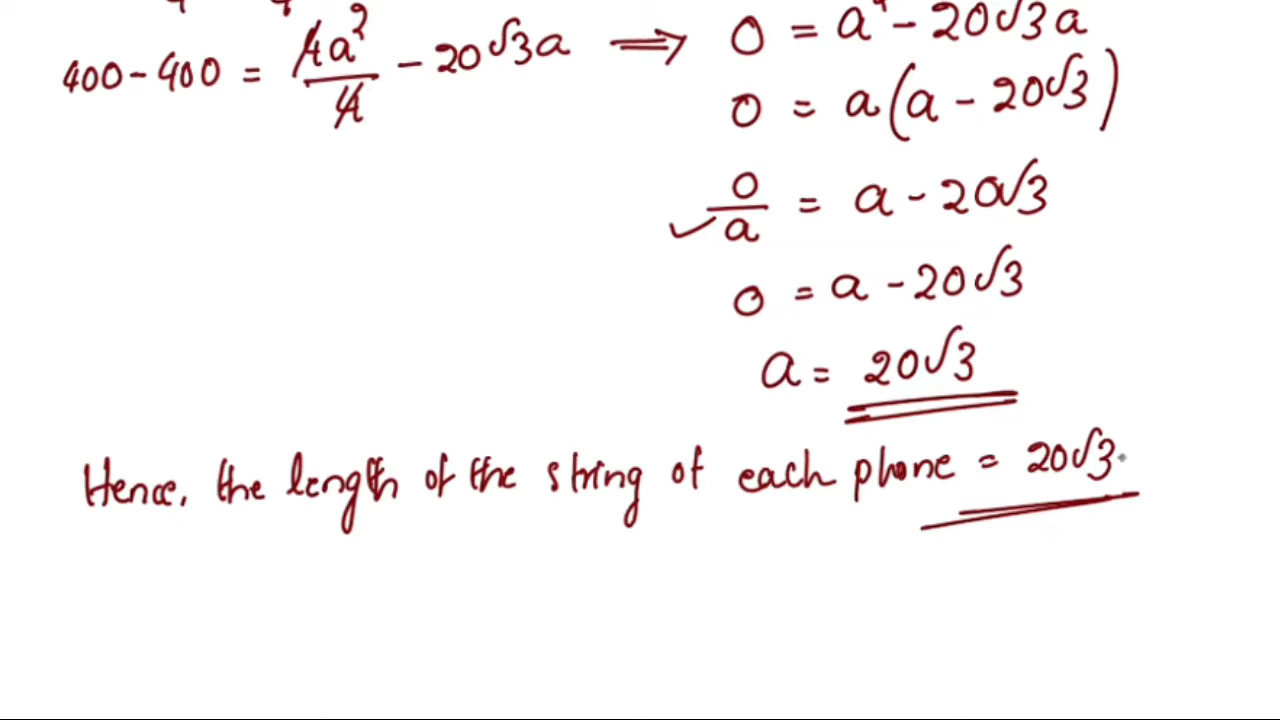 400 - 400 = 4a²/4 - 20√3a ⟹ 0 = a² - 20√3a
0 = a(a - 20√3)
0/a = a - 20√3
0 = a - 20√3
a = 20√3
Hence, the length of the string of each phone = 20√3.